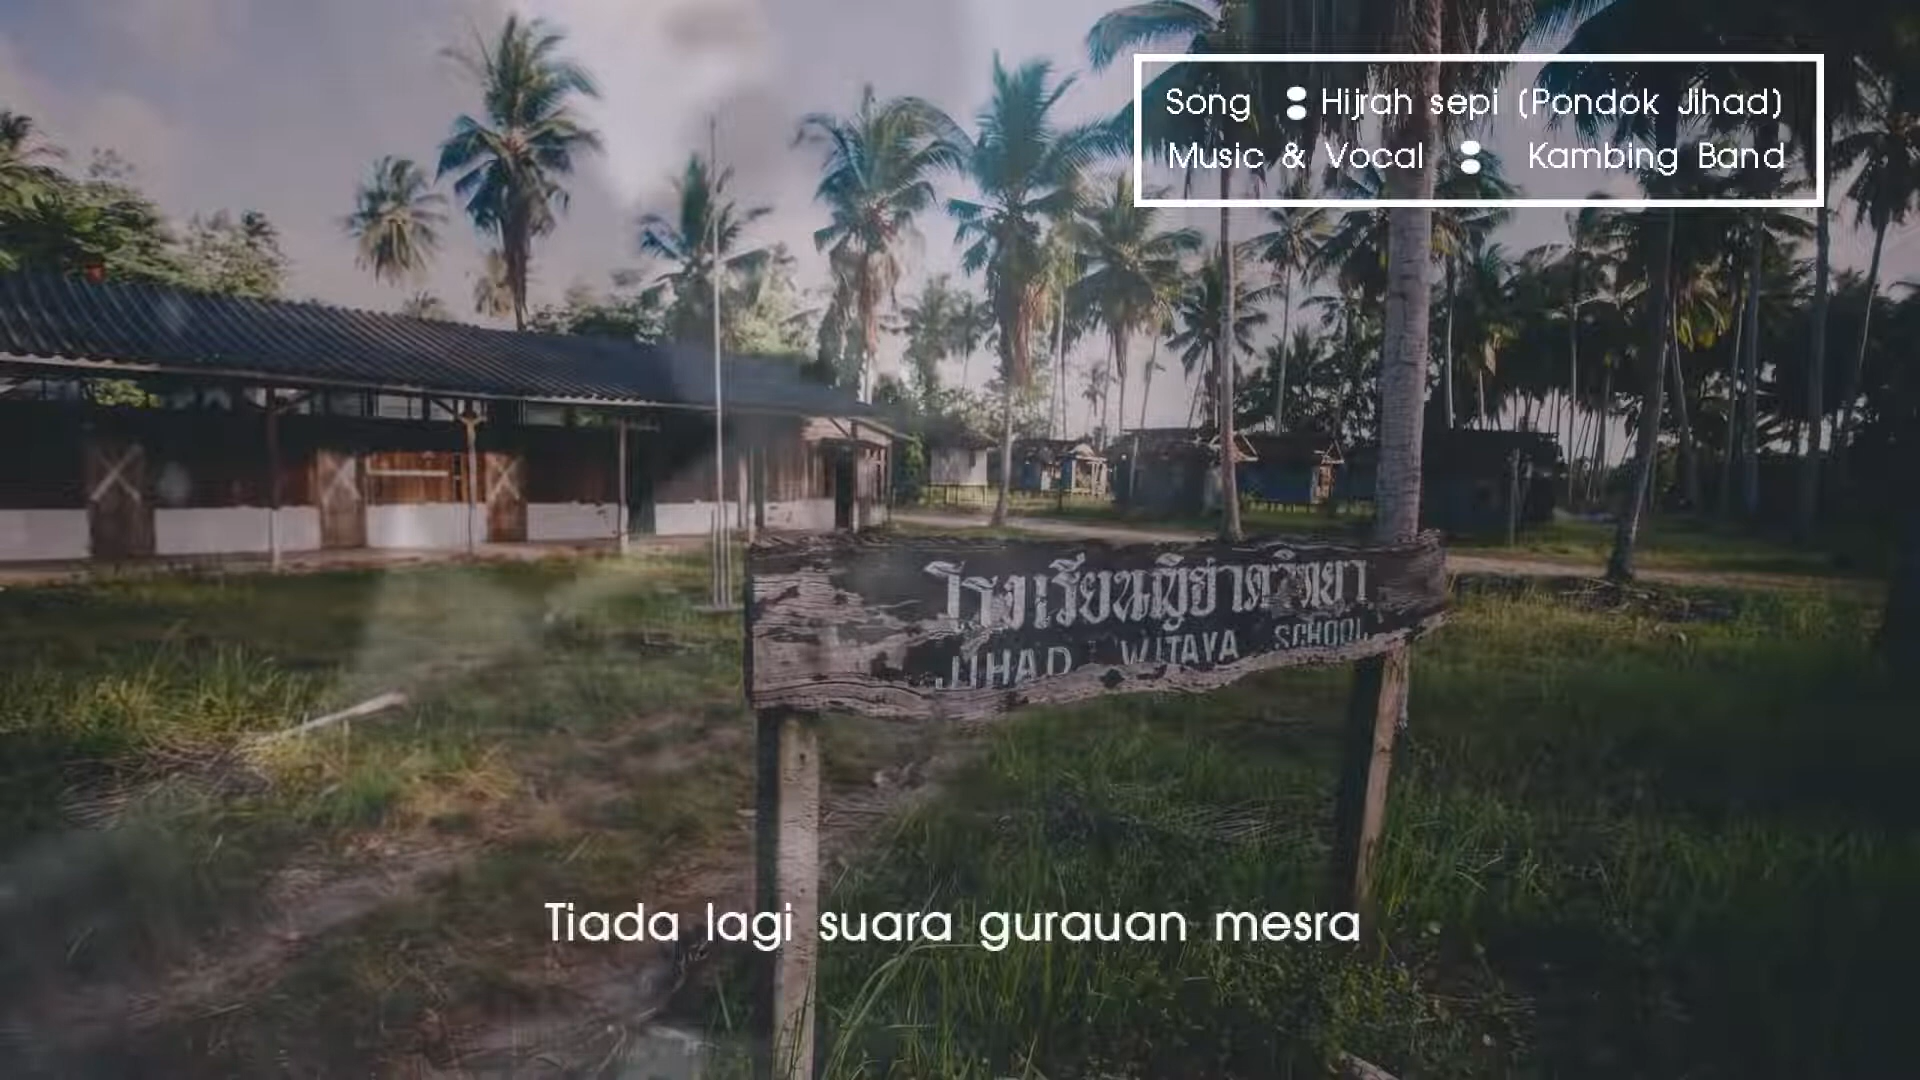 Song : Hijrah sepi (Pondok Jihad)
Music & Vocal : Kambing Band
โรงเรียนญิฮาดวิทยา
JIHAD WITAYA SCHOOL
Tiada lagi suara gurauan mesra